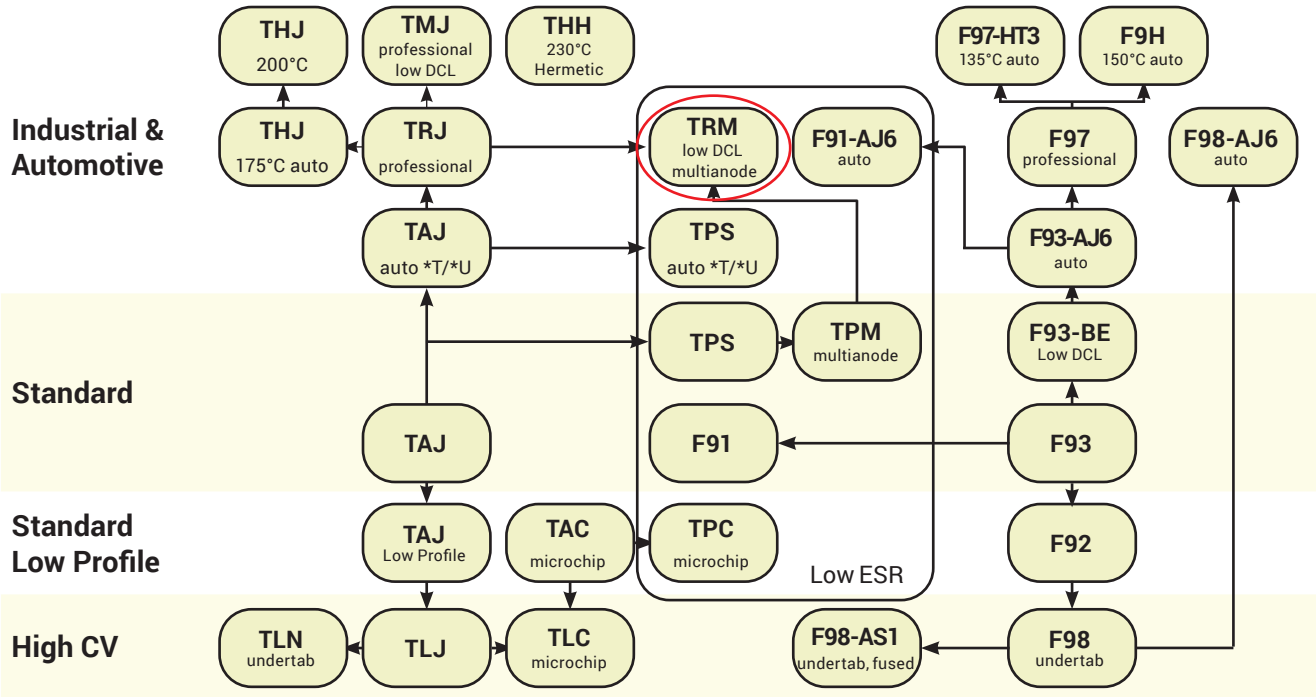 THJ
200°C
TMJ
professional
low DCL
THH
230°C
Hermetic
F97-HT3
135°C auto
F9H
150°C auto
Industrial &
Automotive
THJ
175°C auto
TRJ
professional
TRM
low DCL
multianode
F91-AJ6
auto
F97
professional
F98-AJ6
auto
TAJ
auto *T/*U
TPS
auto *T/*U
F93-AJ6
auto
Standard
TPS
TPM
multianode
F93-BE
Low DCL
TAJ
F91
F93
Standard
Low Profile
TAJ
Low Profile
TAC
microchip
TPC
microchip
Low ESR
F92
High CV
TLN
undertab
TLJ
TLC
microchip
F98-AS1
undertab, fused
F98
undertab